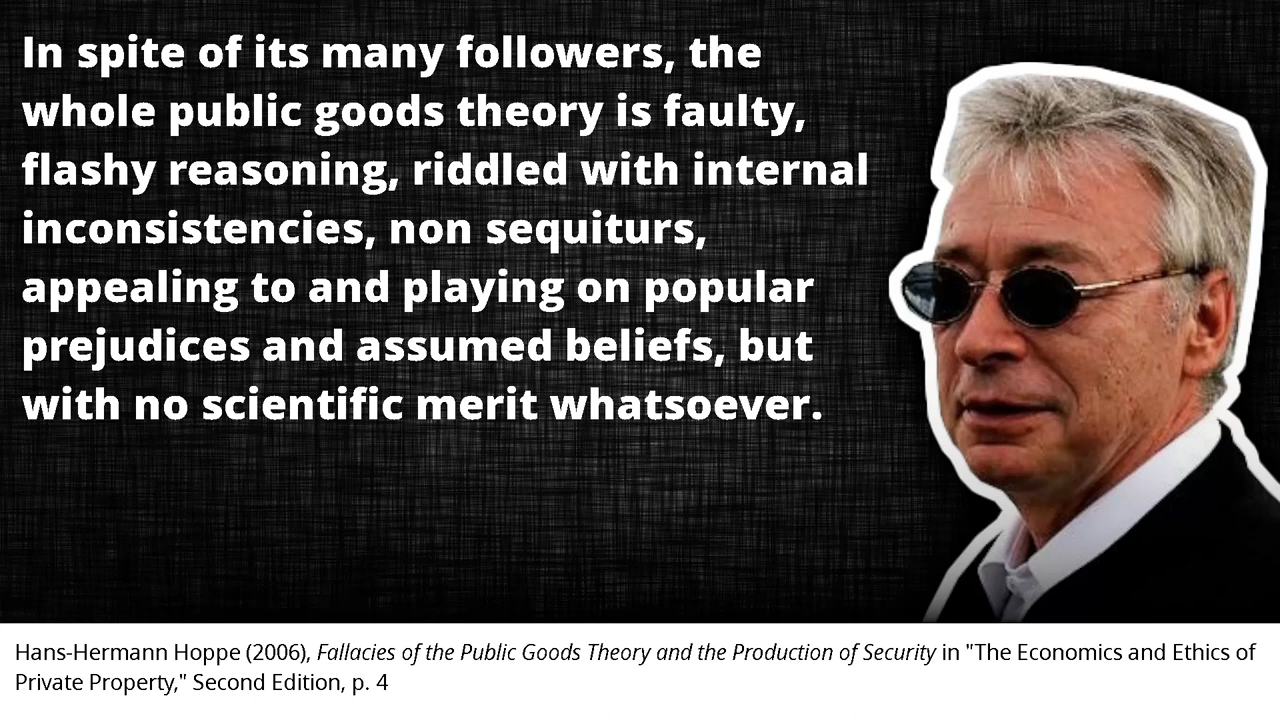 In spite of its many followers, the
whole public goods theory is faulty,
flashy reasoning, riddled with internal
inconsistencies, non sequiturs,
appealing to and playing on popular
prejudices and assumed beliefs, but
with no scientific merit whatsoever.
Hans-Hermann Hoppe (2006), Fallacies of the Public Goods Theory and the Production of Security in "The Economics and Ethics of
Private Property," Second Edition, p. 4